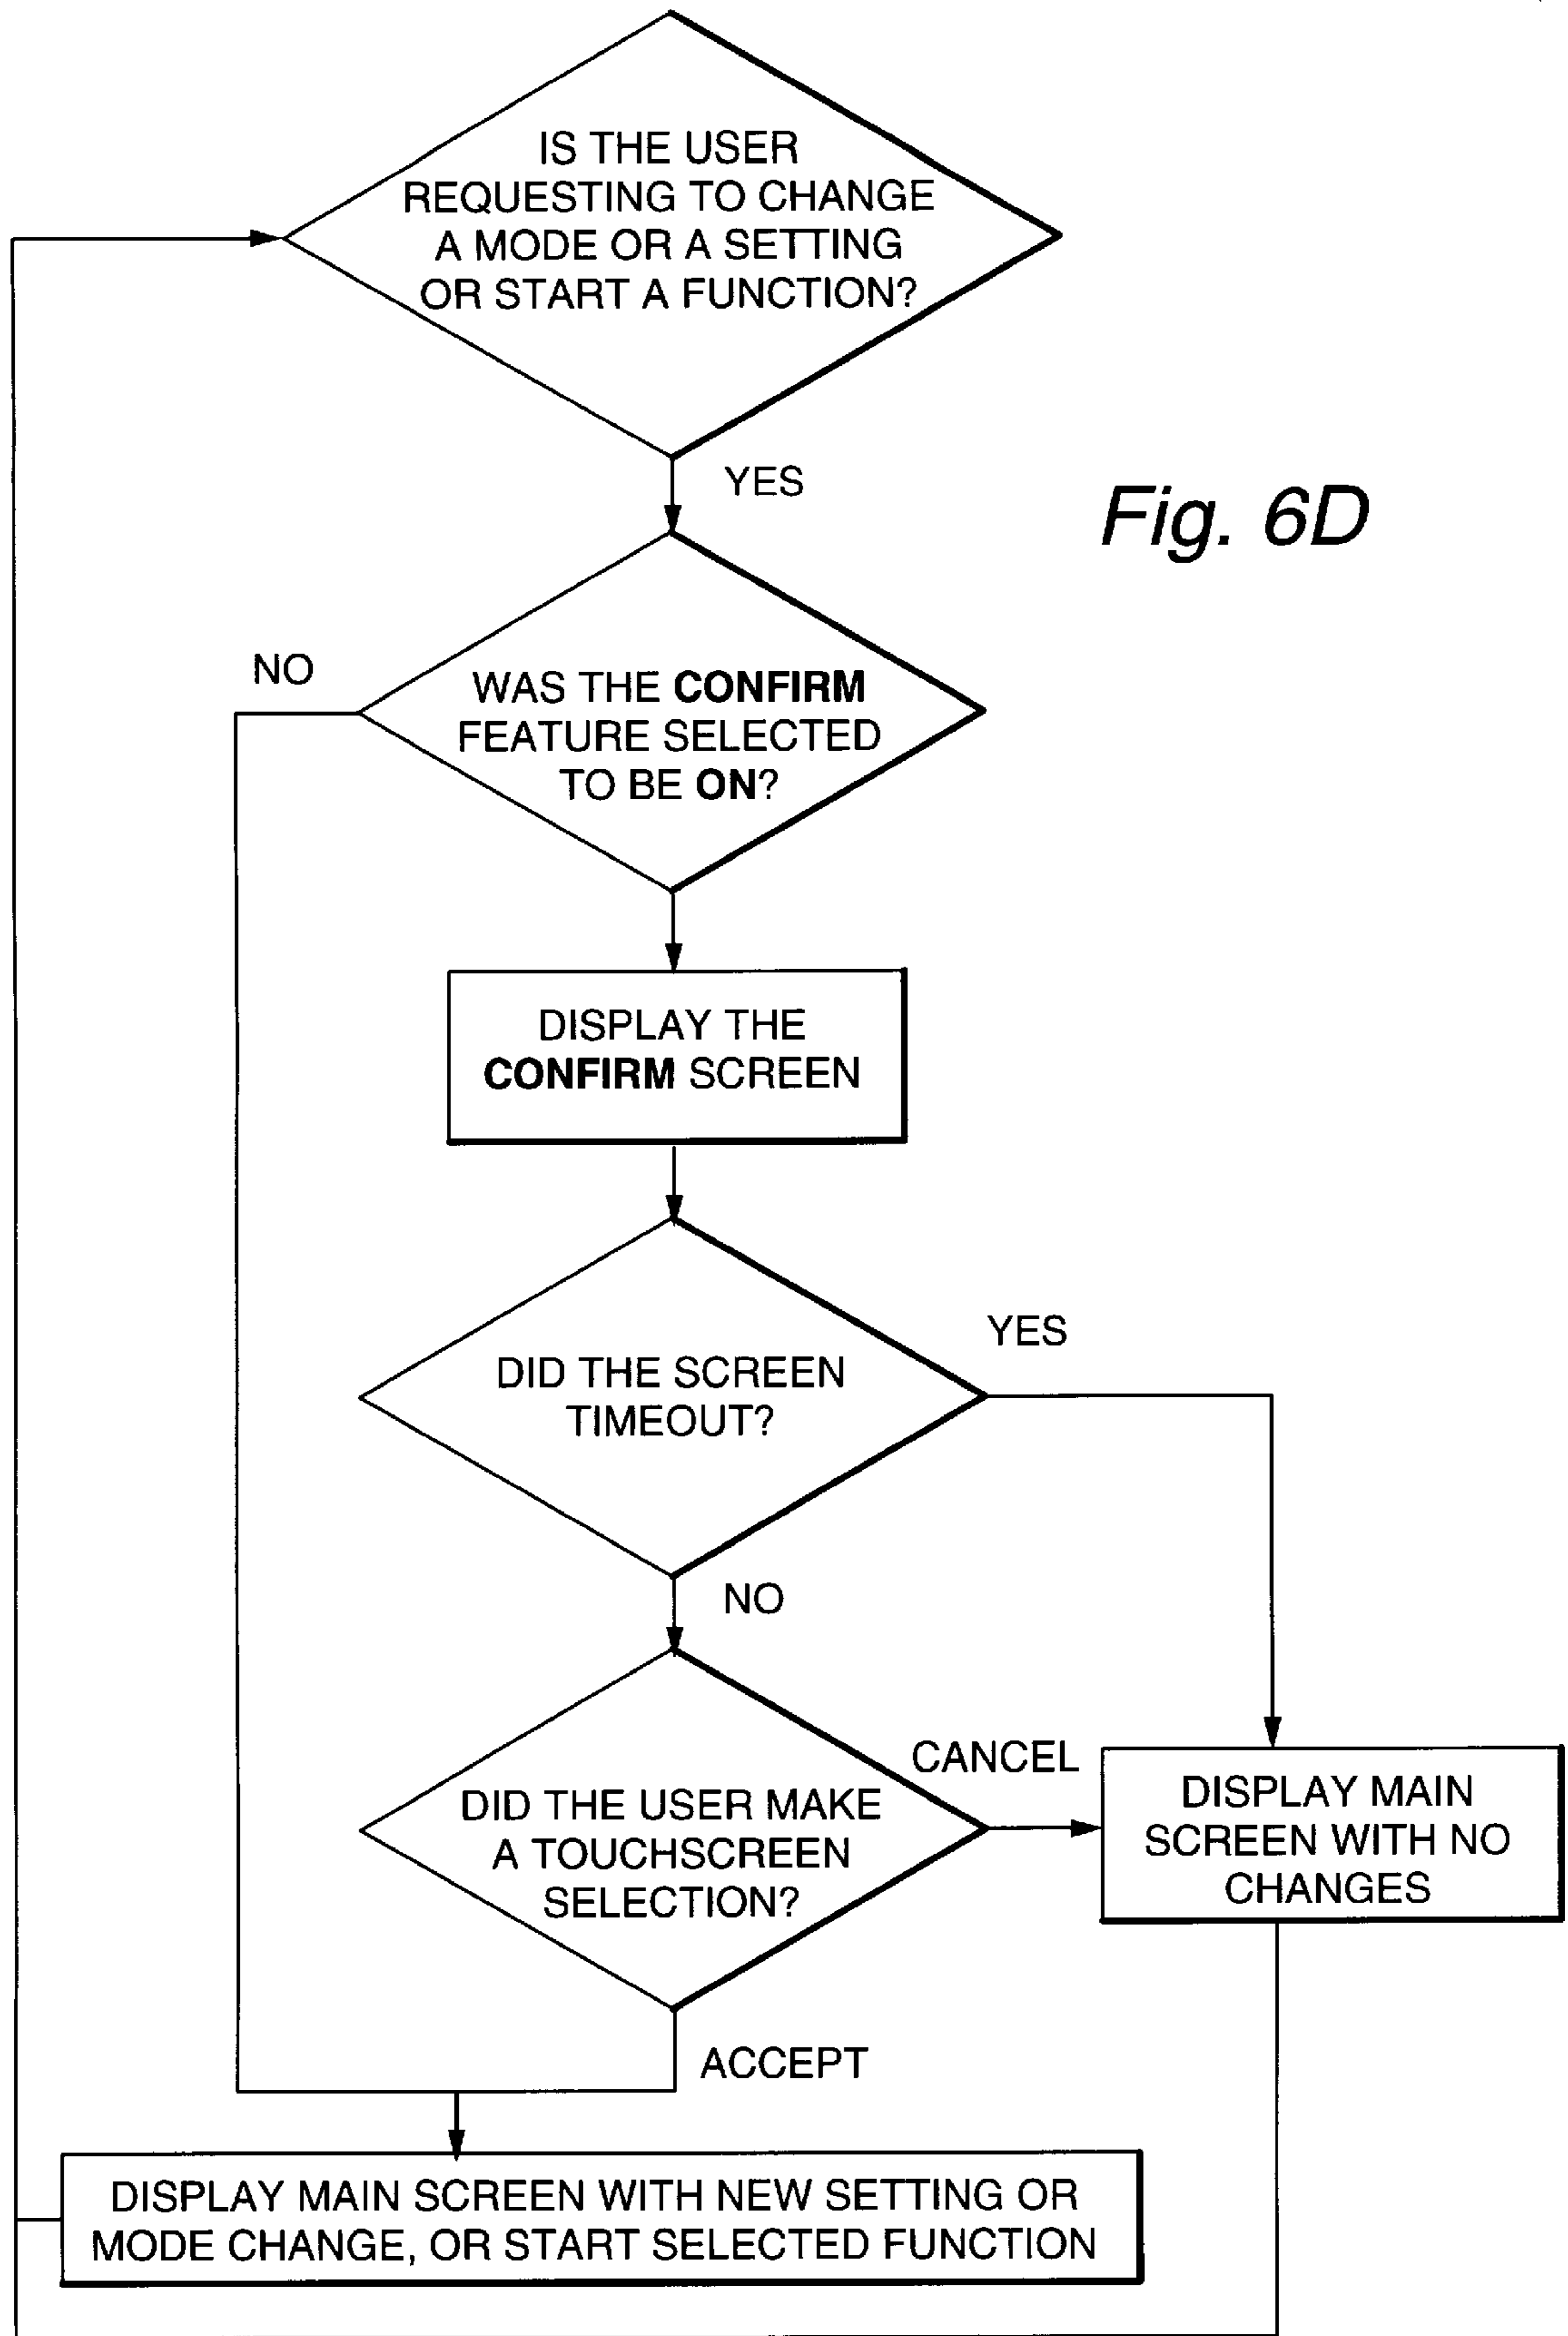 IS THE USER
REQUESTING TO CHANGE
A MODE OR A SETTING
OR START A FUNCTION?
YES
Fig. 6D
NO
WAS THE CONFIRM
FEATURE SELECTED
TO BE ON?
DISPLAY THE
CONFIRM SCREEN
YES
DID THE SCREEN
TIMEOUT?
NO
CANCEL
DID THE USER MAKE
A TOUCHSCREEN
SELECTION?
DISPLAY MAIN
SCREEN WITH NO
CHANGES
ACCEPT
DISPLAY MAIN SCREEN WITH NEW SETTING OR
MODE CHANGE, OR START SELECTED FUNCTION